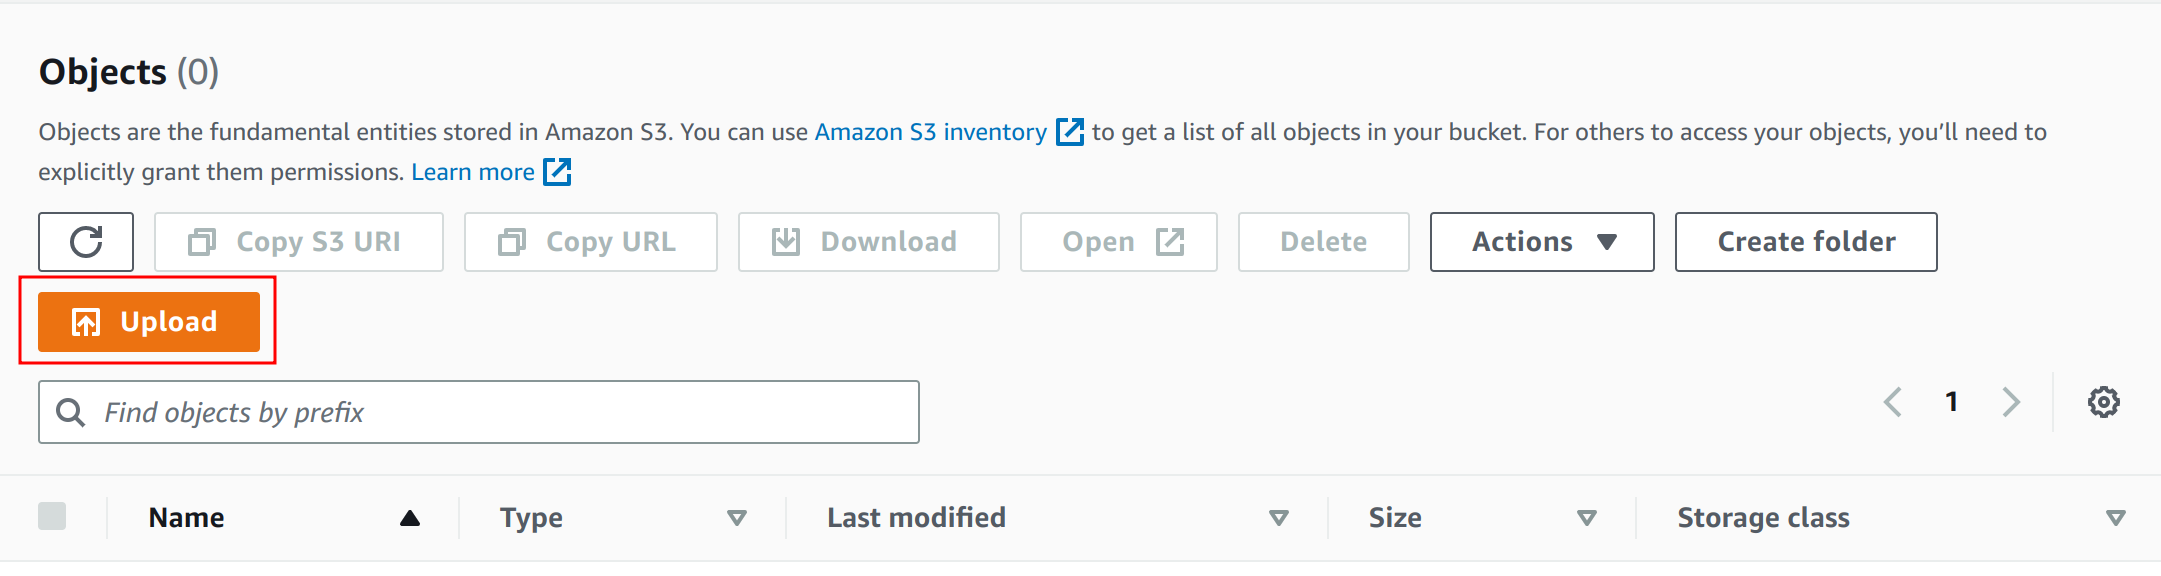 Objects (0)
Objects are the fundamental entities stored in Amazon S3. You can use Amazon S3 inventory to get a list of all objects in your bucket. For others to access your objects, you’ll need to
explicitly grant them permissions. Learn more
Copy S3 URI Copy URL Download Open Delete Actions Create folder
Upload
Find objects by prefix 1
Name Type Last modified Size Storage class